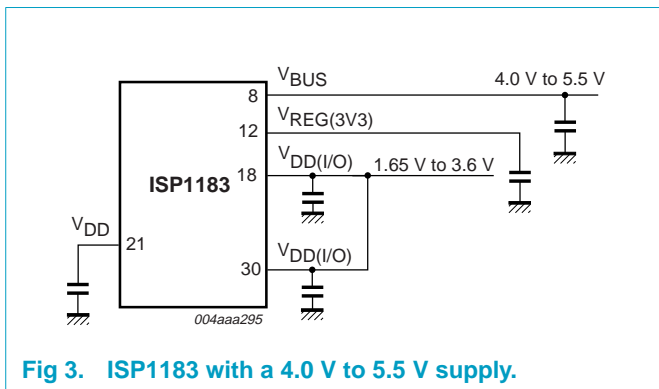 VBUS
4.0 V to 5.5 V
8
VREG(3V3)
12
VDD(I/O)
1.65 V to 3.6 V
ISP1183
18
VDD
21
VDD(I/O)
30
004aaa295
Fig 3. ISP1183 with a 4.0 V to 5.5 V supply.